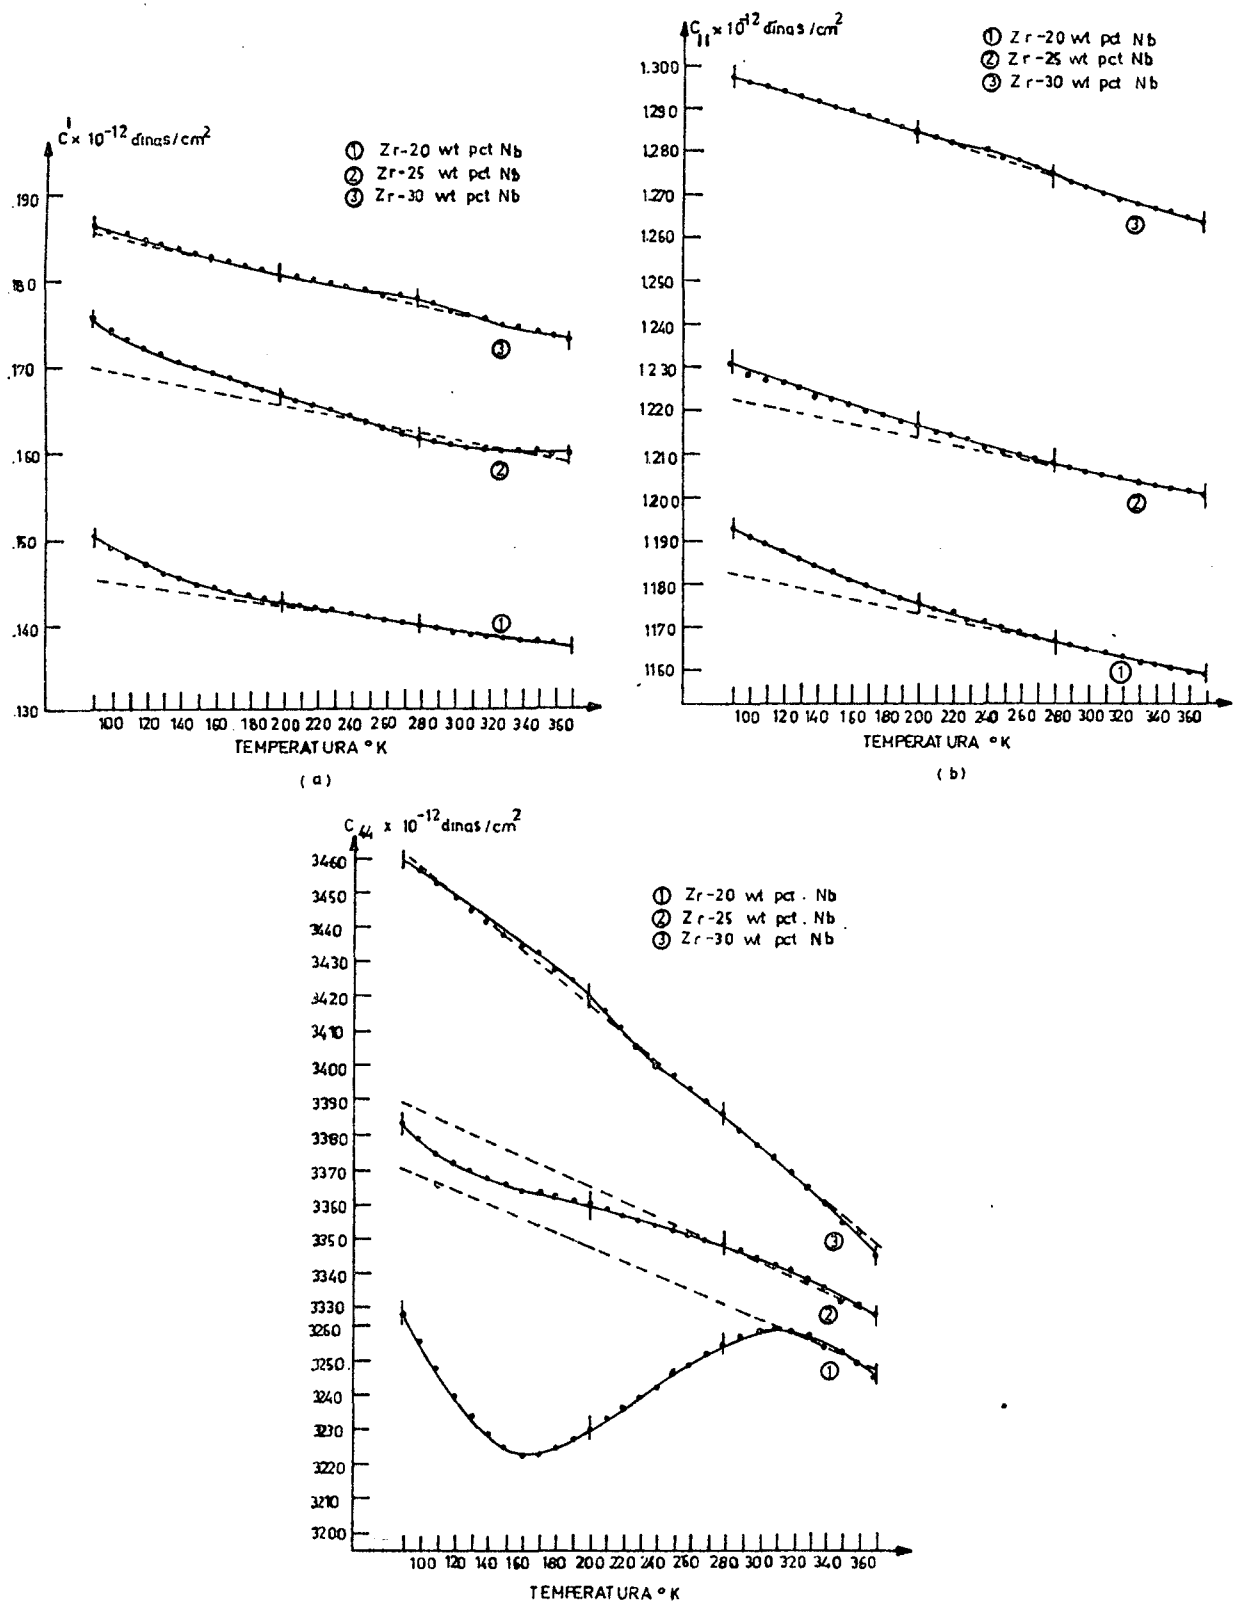 C' × 10⁻¹² dinas/cm²
① Zr-20 wt pct Nb
② Zr-25 wt pct Nb
③ Zr-30 wt pct Nb
.190
.180
.170
.160
.150
.140
.130
③
②
①
100 120 140 160 180 200 220 240 260 280 300 320 340 360
TEMPERATURA °K
(a)
C₁₁ × 10⁻¹² dinas/cm²
① Zr-20 wt pct Nb
② Zr-25 wt pct Nb
③ Zr-30 wt pct Nb
1.300
1.290
1.280
1.270
1.260
1.240
1.230
1.220
1.210
1.200
1.190
1.180
1.170
1.160
③
②
①
100 120 140 160 180 200 220 240 260 280 300 320 340 360
TEMPERATURA °K
(b)
C₄₄ x 10⁻¹² dinas/cm²
① Zr-20 wt pct. Nb
② Zr-25 wt pct. Nb
③ Zr-30 wt pct Nb
.3460
.3450
.3440
.3430
.3420
.3410
.3400
.3390
.3380
.3370
.3360
.3350
.3340
.3330
.3260
.3250
.3240
.3230
.3220
.3210
.3200
③
②
①
100 120 140 160 180 200 220 240 260 280 300 320 340 360
TEMPERATURA °K